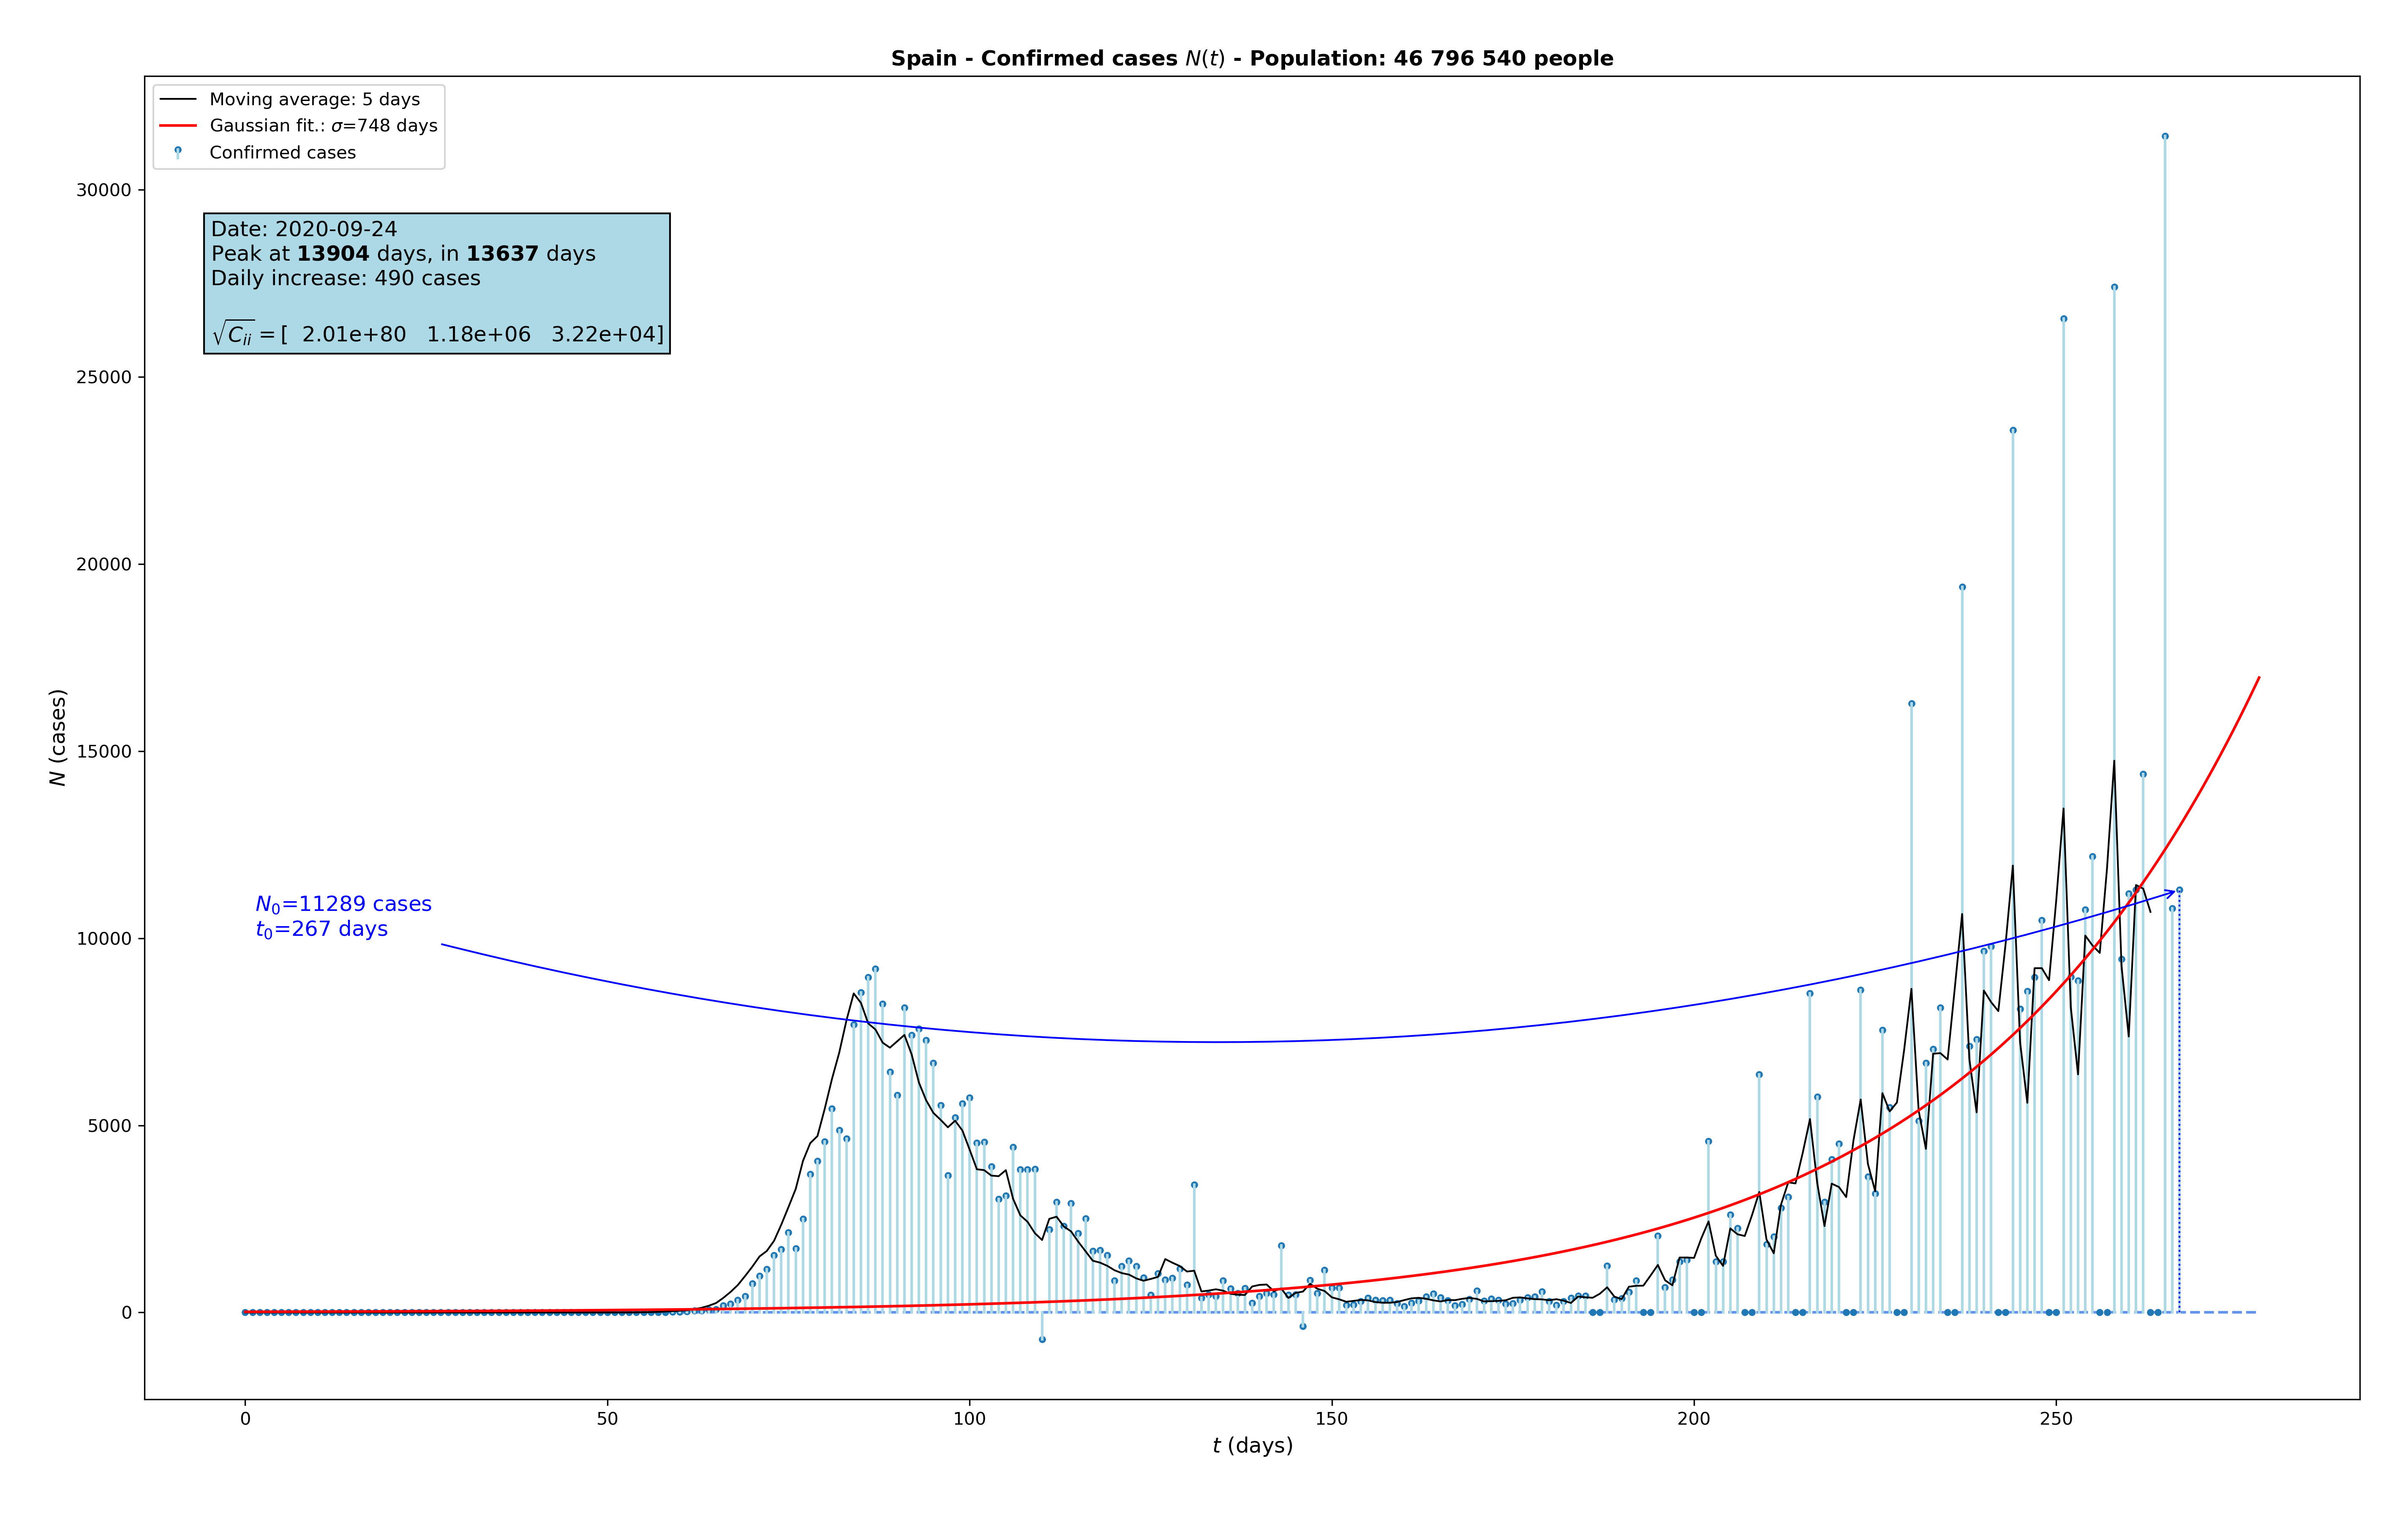 Spain - Confirmed cases N(t) - Population: 46 796 540 people
Moving average: 5 days
Gaussian fit.: σ=748 days
Confirmed cases
Date: 2020-09-24
Peak at 13904 days, in 13637 days
Daily increase: 490 cases
√Cᵢᵢ = [ 2.01e+80 1.18e+06 3.22e+04]
N₀=11289 cases
t₀=267 days
N (cases)
30000
25000
20000
15000
10000
5000
0
0 50 100 150 200 250
t (days)